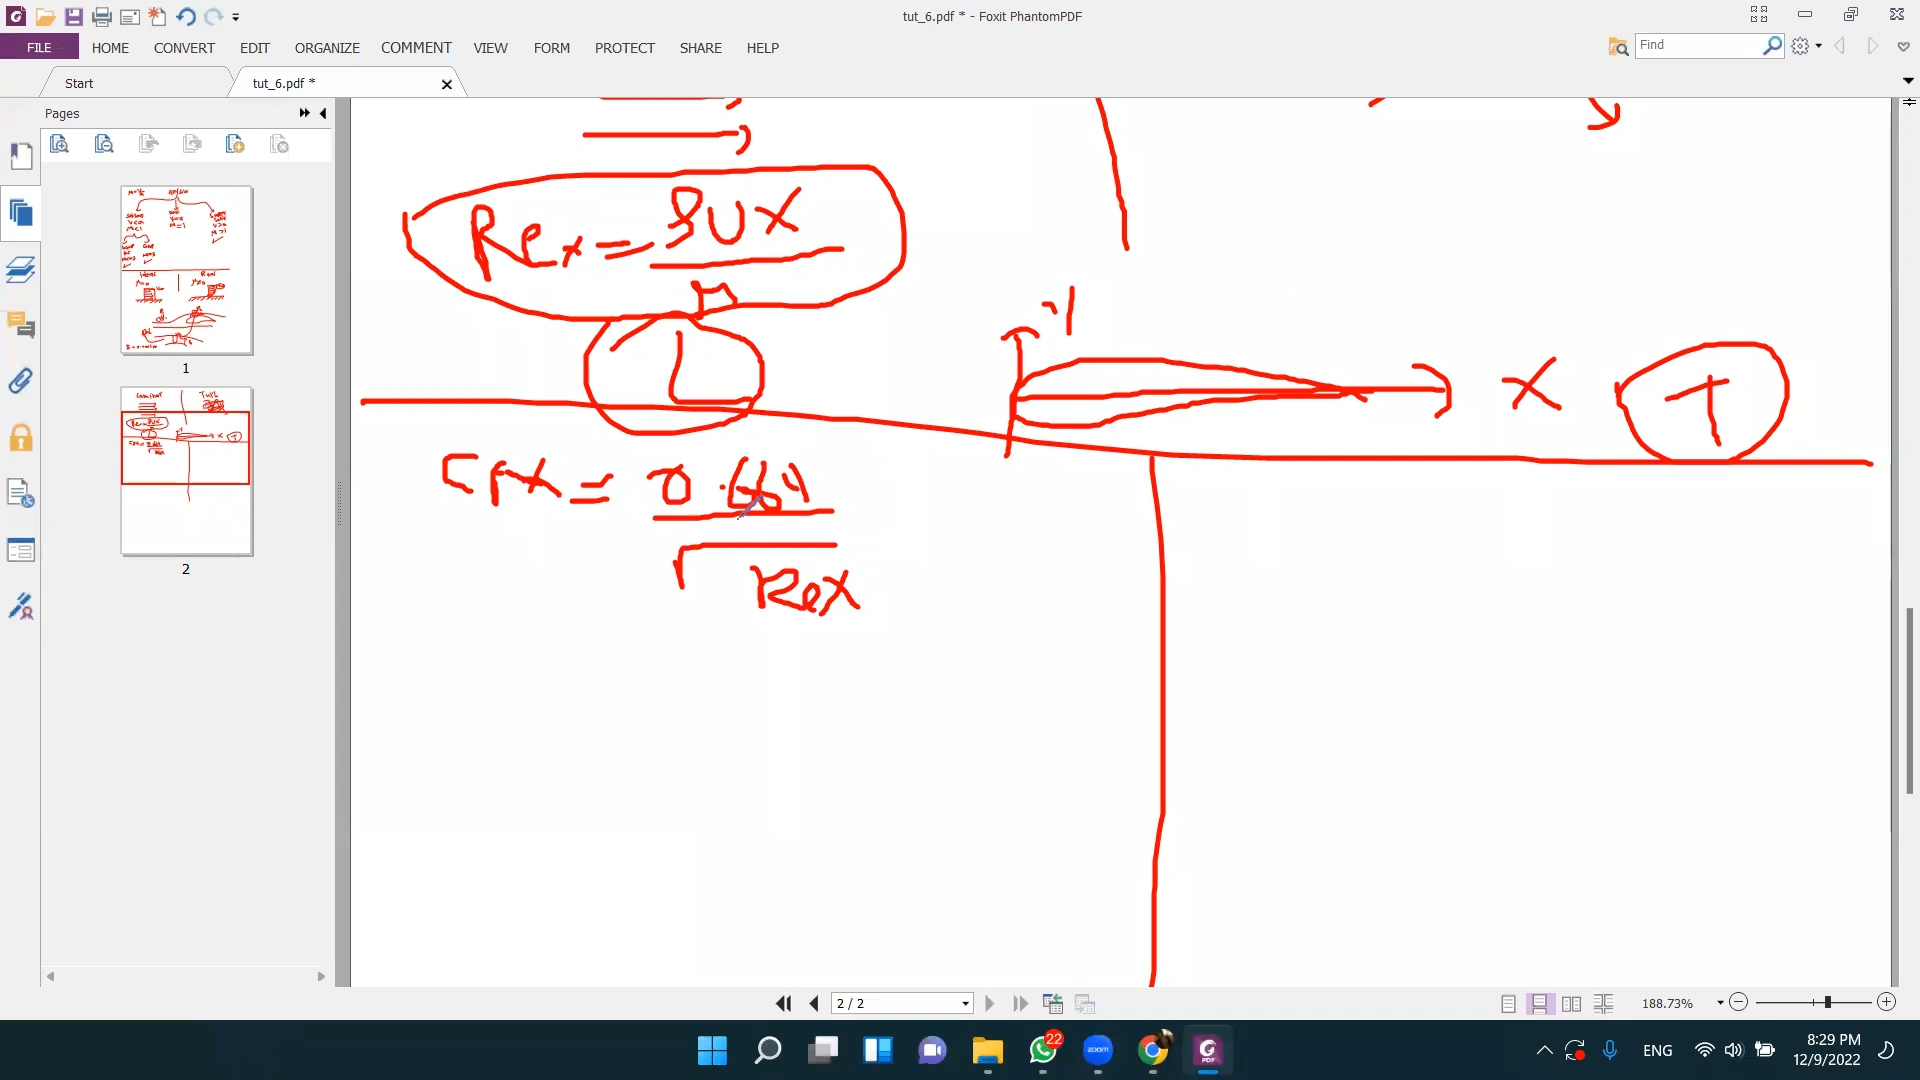 tut_6.pdf * - Foxit PhantomPDF
FILE HOME CONVERT EDIT ORGANIZE COMMENT VIEW FORM PROTECT SHARE HELP
Find
Start
tut_6.pdf *
Pages
1
2
Rex = ρUX
μ
L
Y
X
T
CFX = 0.664
√ReX
2 / 2
188.73%
22
zoom
PDF
ENG
8:29 PM
12/9/2022